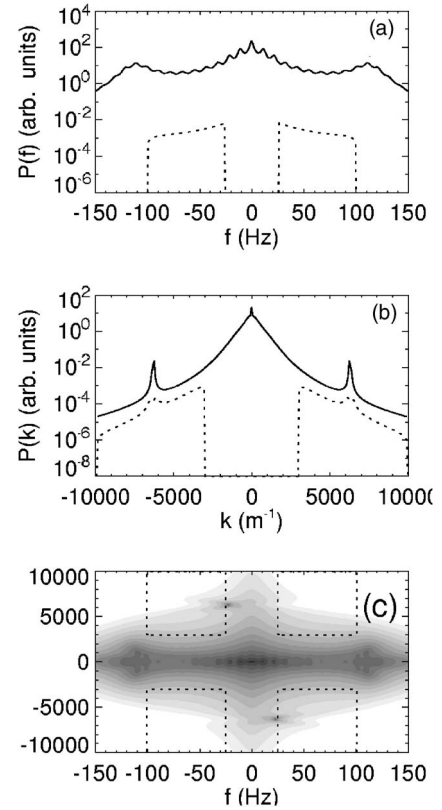 (a)
P(f) (arb. units)
10^4
10^2
10^0
10^-2
10^-4
10^-6
-150 -100 -50 0 50 100 150
f (Hz)
(b)
P(k) (arb. units)
10^2
10^0
10^-2
10^-4
10^-6
10^-8
-10000 -5000 0 5000 10000
k (m^-1)
(c)
10000
5000
0
-5000
-10000
-150 -100 -50 0 50 100 150
f (Hz)